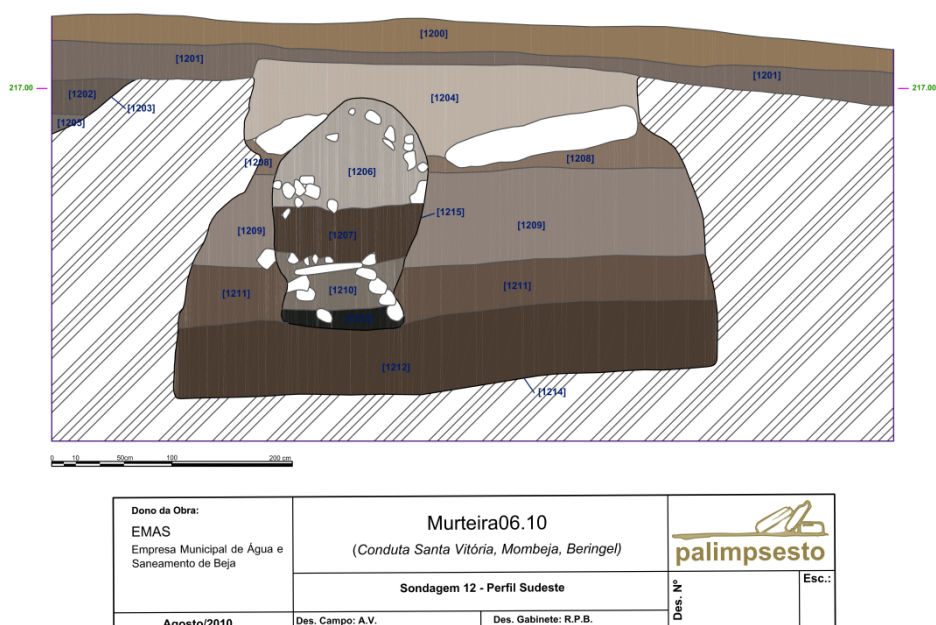 [1200]
[1201]
[1201]
217.00
217.00
[1202]
[1203]
[1204]
[1203]
[1208]
[1208]
[1206]
[1215]
[1209]
[1207]
[1209]
[1211]
[1210]
[1211]
[1212]
[1214]
0 10 50cm 100 200 cm
Dono da Obra:
EMAS
Empresa Municipal de Água e
Saneamento de Beja
Murteira06.10
(Conduta Santa Vitória, Mombeja, Beringel)
palimpsesto
Sondagem 12 - Perfil Sudeste
Des. Nº
Esc.:
Agosto/2010
Des. Campo: A.V.
Des. Gabinete: R.P.B.